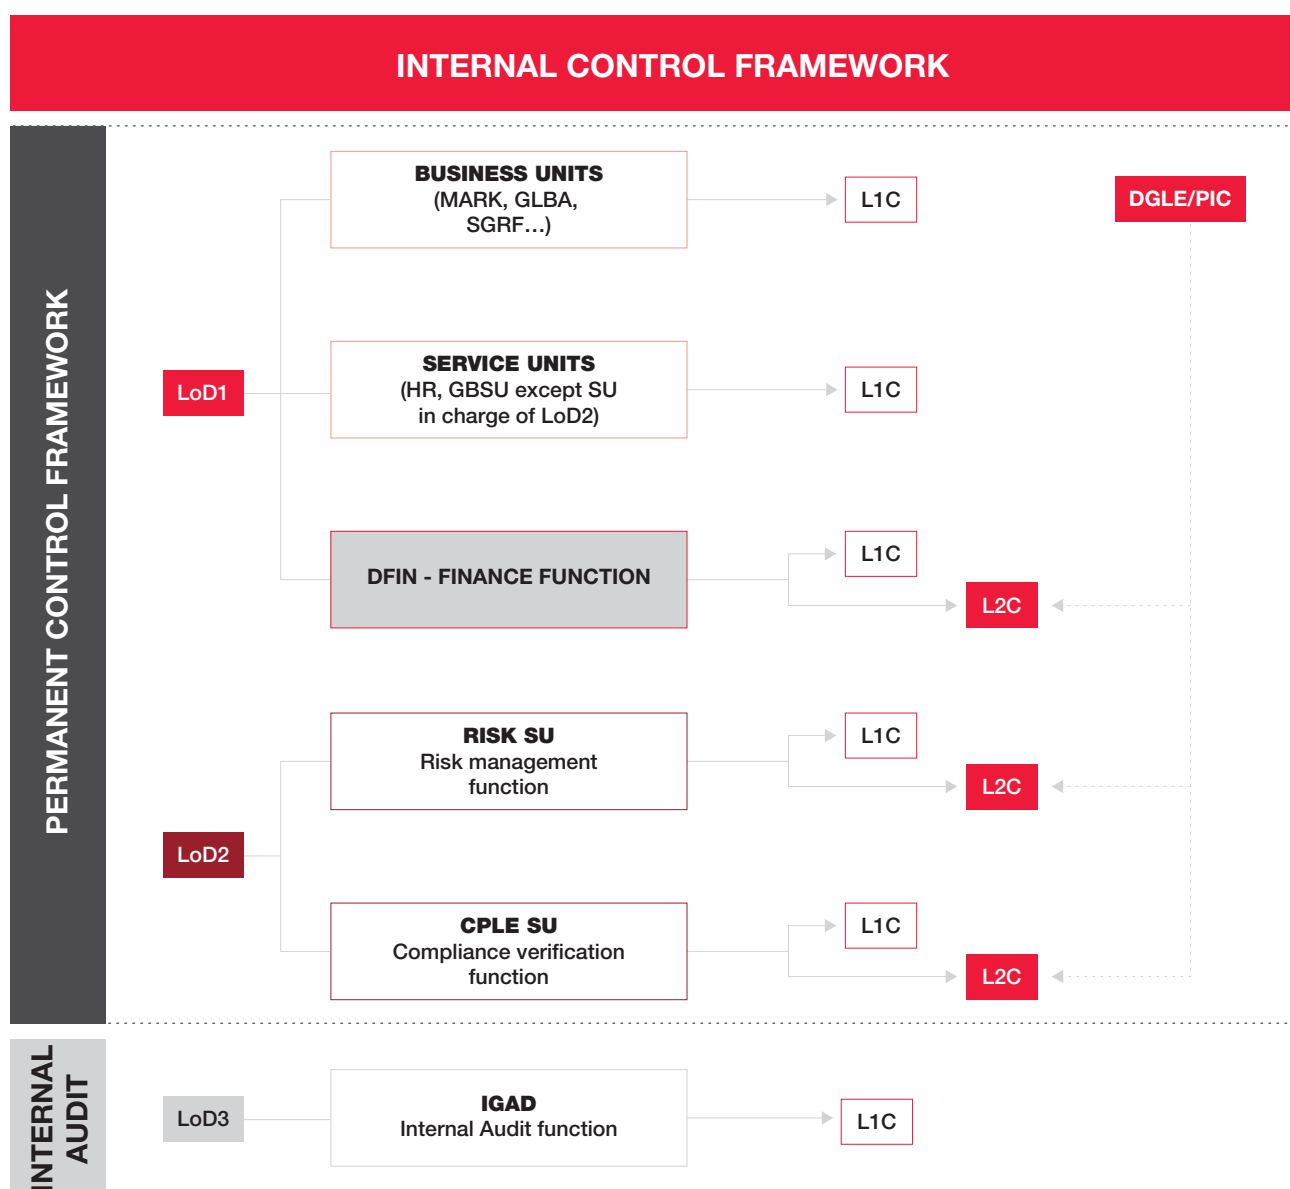 INTERNAL CONTROL FRAMEWORK
PERMANENT CONTROL FRAMEWORK
LoD1
BUSINESS UNITS
(MARK, GLBA,
SGRF…)
L1C
DGLE/PIC
SERVICE UNITS
(HR, GBSU except SU
in charge of LoD2)
L1C
DFIN - FINANCE FUNCTION
L1C
L2C
LoD2
RISK SU
Risk management
function
L1C
L2C
CPLE SU
Compliance verification
function
L1C
L2C
INTERNAL
AUDIT
LoD3
IGAD
Internal Audit function
L1C